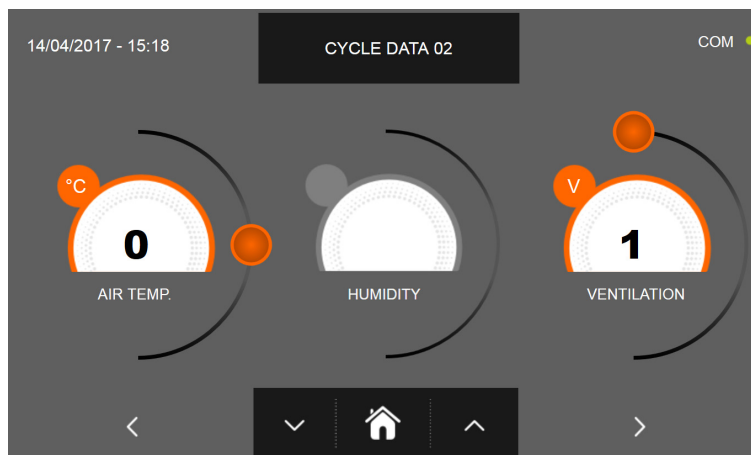 14/04/2017 - 15:18
CYCLE DATA 02
COM
°C
V
0
1
AIR TEMP.
HUMIDITY
VENTILATION